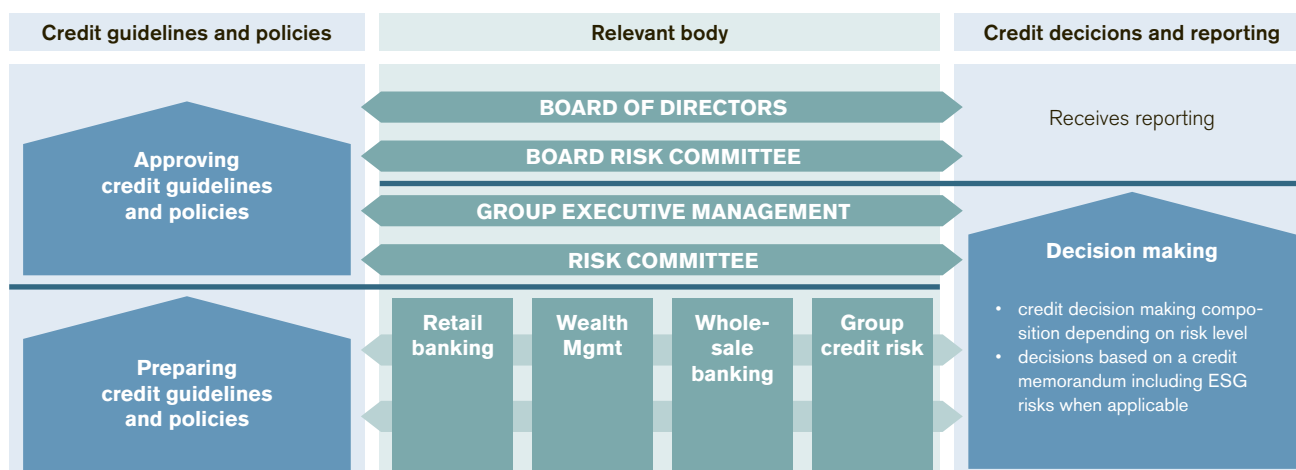 Credit guidelines and policies
Relevant body
Credit decicions and reporting
Approving
credit guidelines
and policies
BOARD OF DIRECTORS
BOARD RISK COMMITTEE
GROUP EXECUTIVE MANAGEMENT
RISK COMMITTEE
Receives reporting
Preparing
credit guidelines
and policies
Retail
banking
Wealth
Mgmt
Whole-
sale
banking
Group
credit risk
Decision making
• credit decision making compo-
sition depending on risk level
• decisions based on a credit
memorandum including ESG
risks when applicable